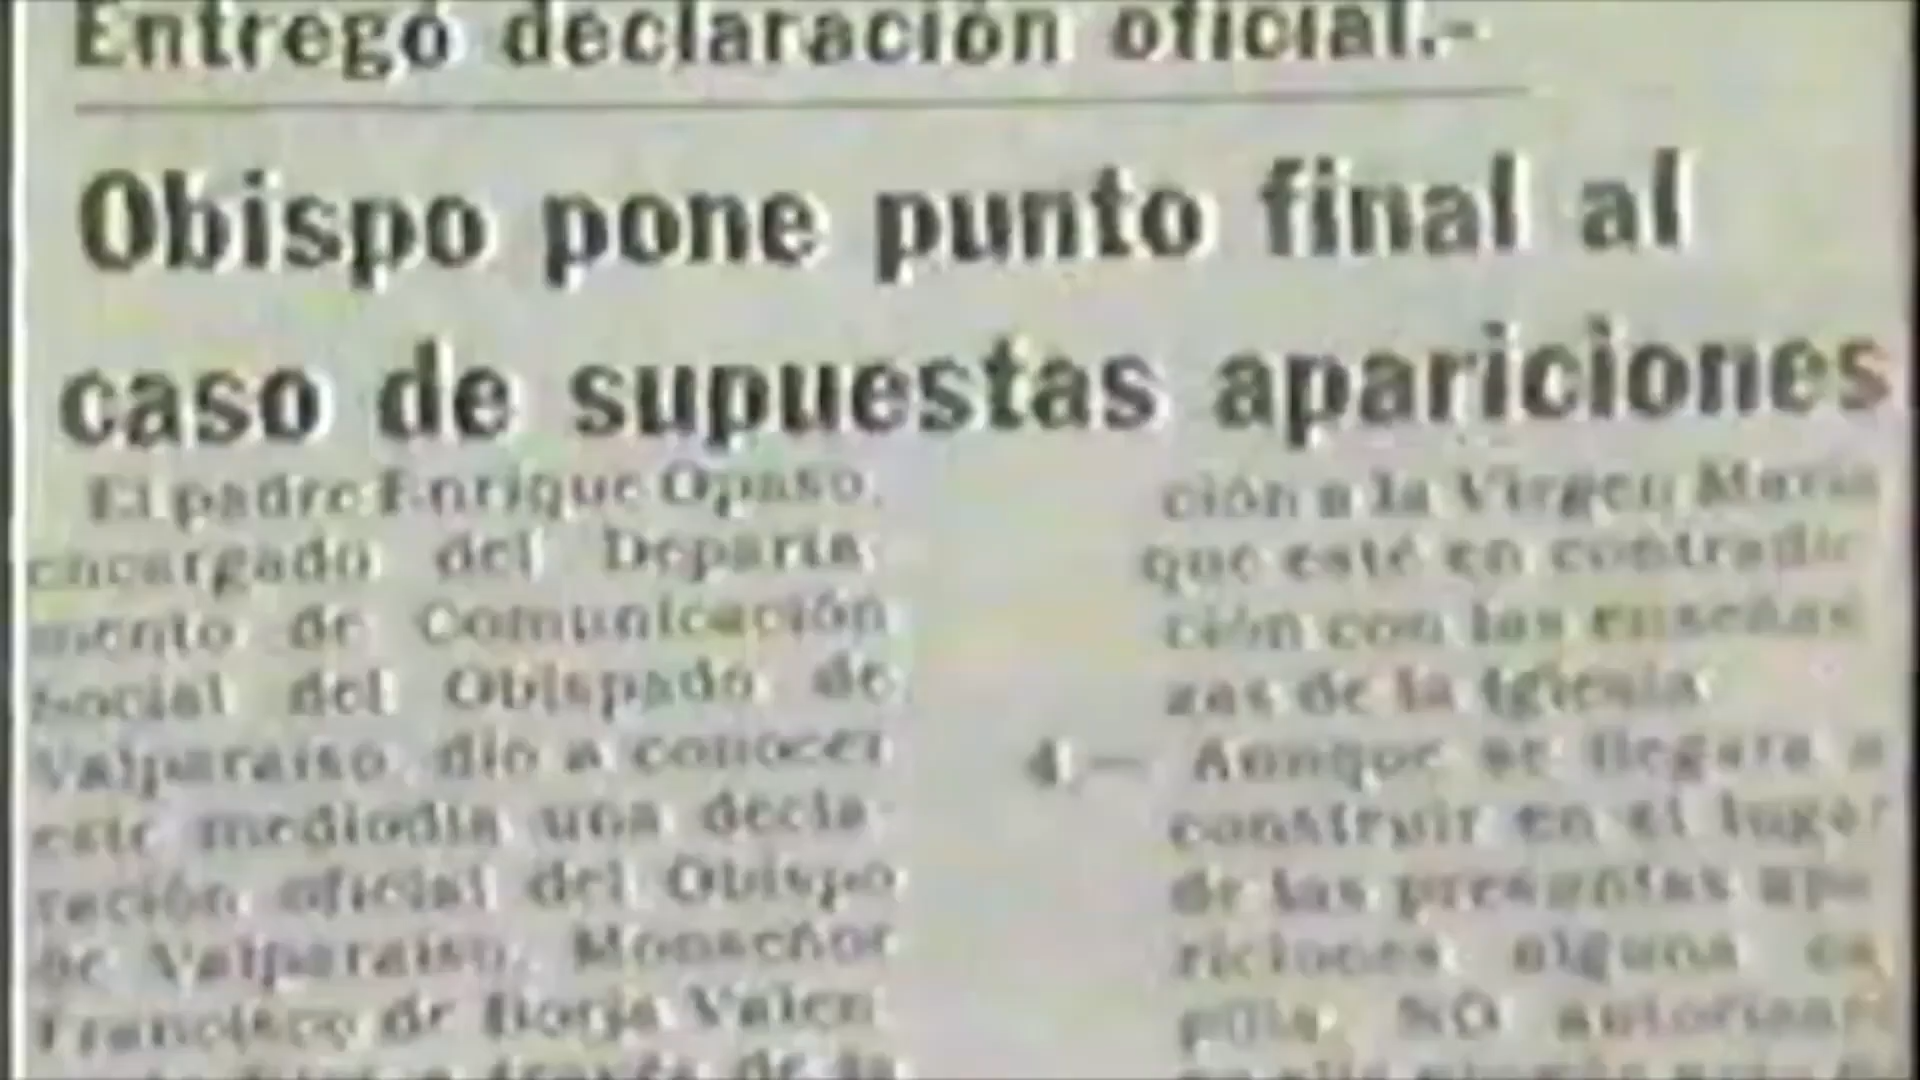 Entregó declaración oficial.-
Obispo pone punto final al
caso de supuestas apariciones
El padre Enrique Opaso,
encargado del Departa-
mento de Comunicación
Social del Obispado de
Valparaíso, dio a conocer
este mediodía una decla-
ración oficial del Obispo
de Valparaíso, Monseñor
Francisco de Borja Valen-
a través de la
ción a la Virgen María
que esté en contradic-
ción con las enseñan-
zas de la Iglesia.
4.— Aunque se llegara a
construir en el lugar
de las presuntas apa-
riciones alguna ca-
pilla, NO autorizar